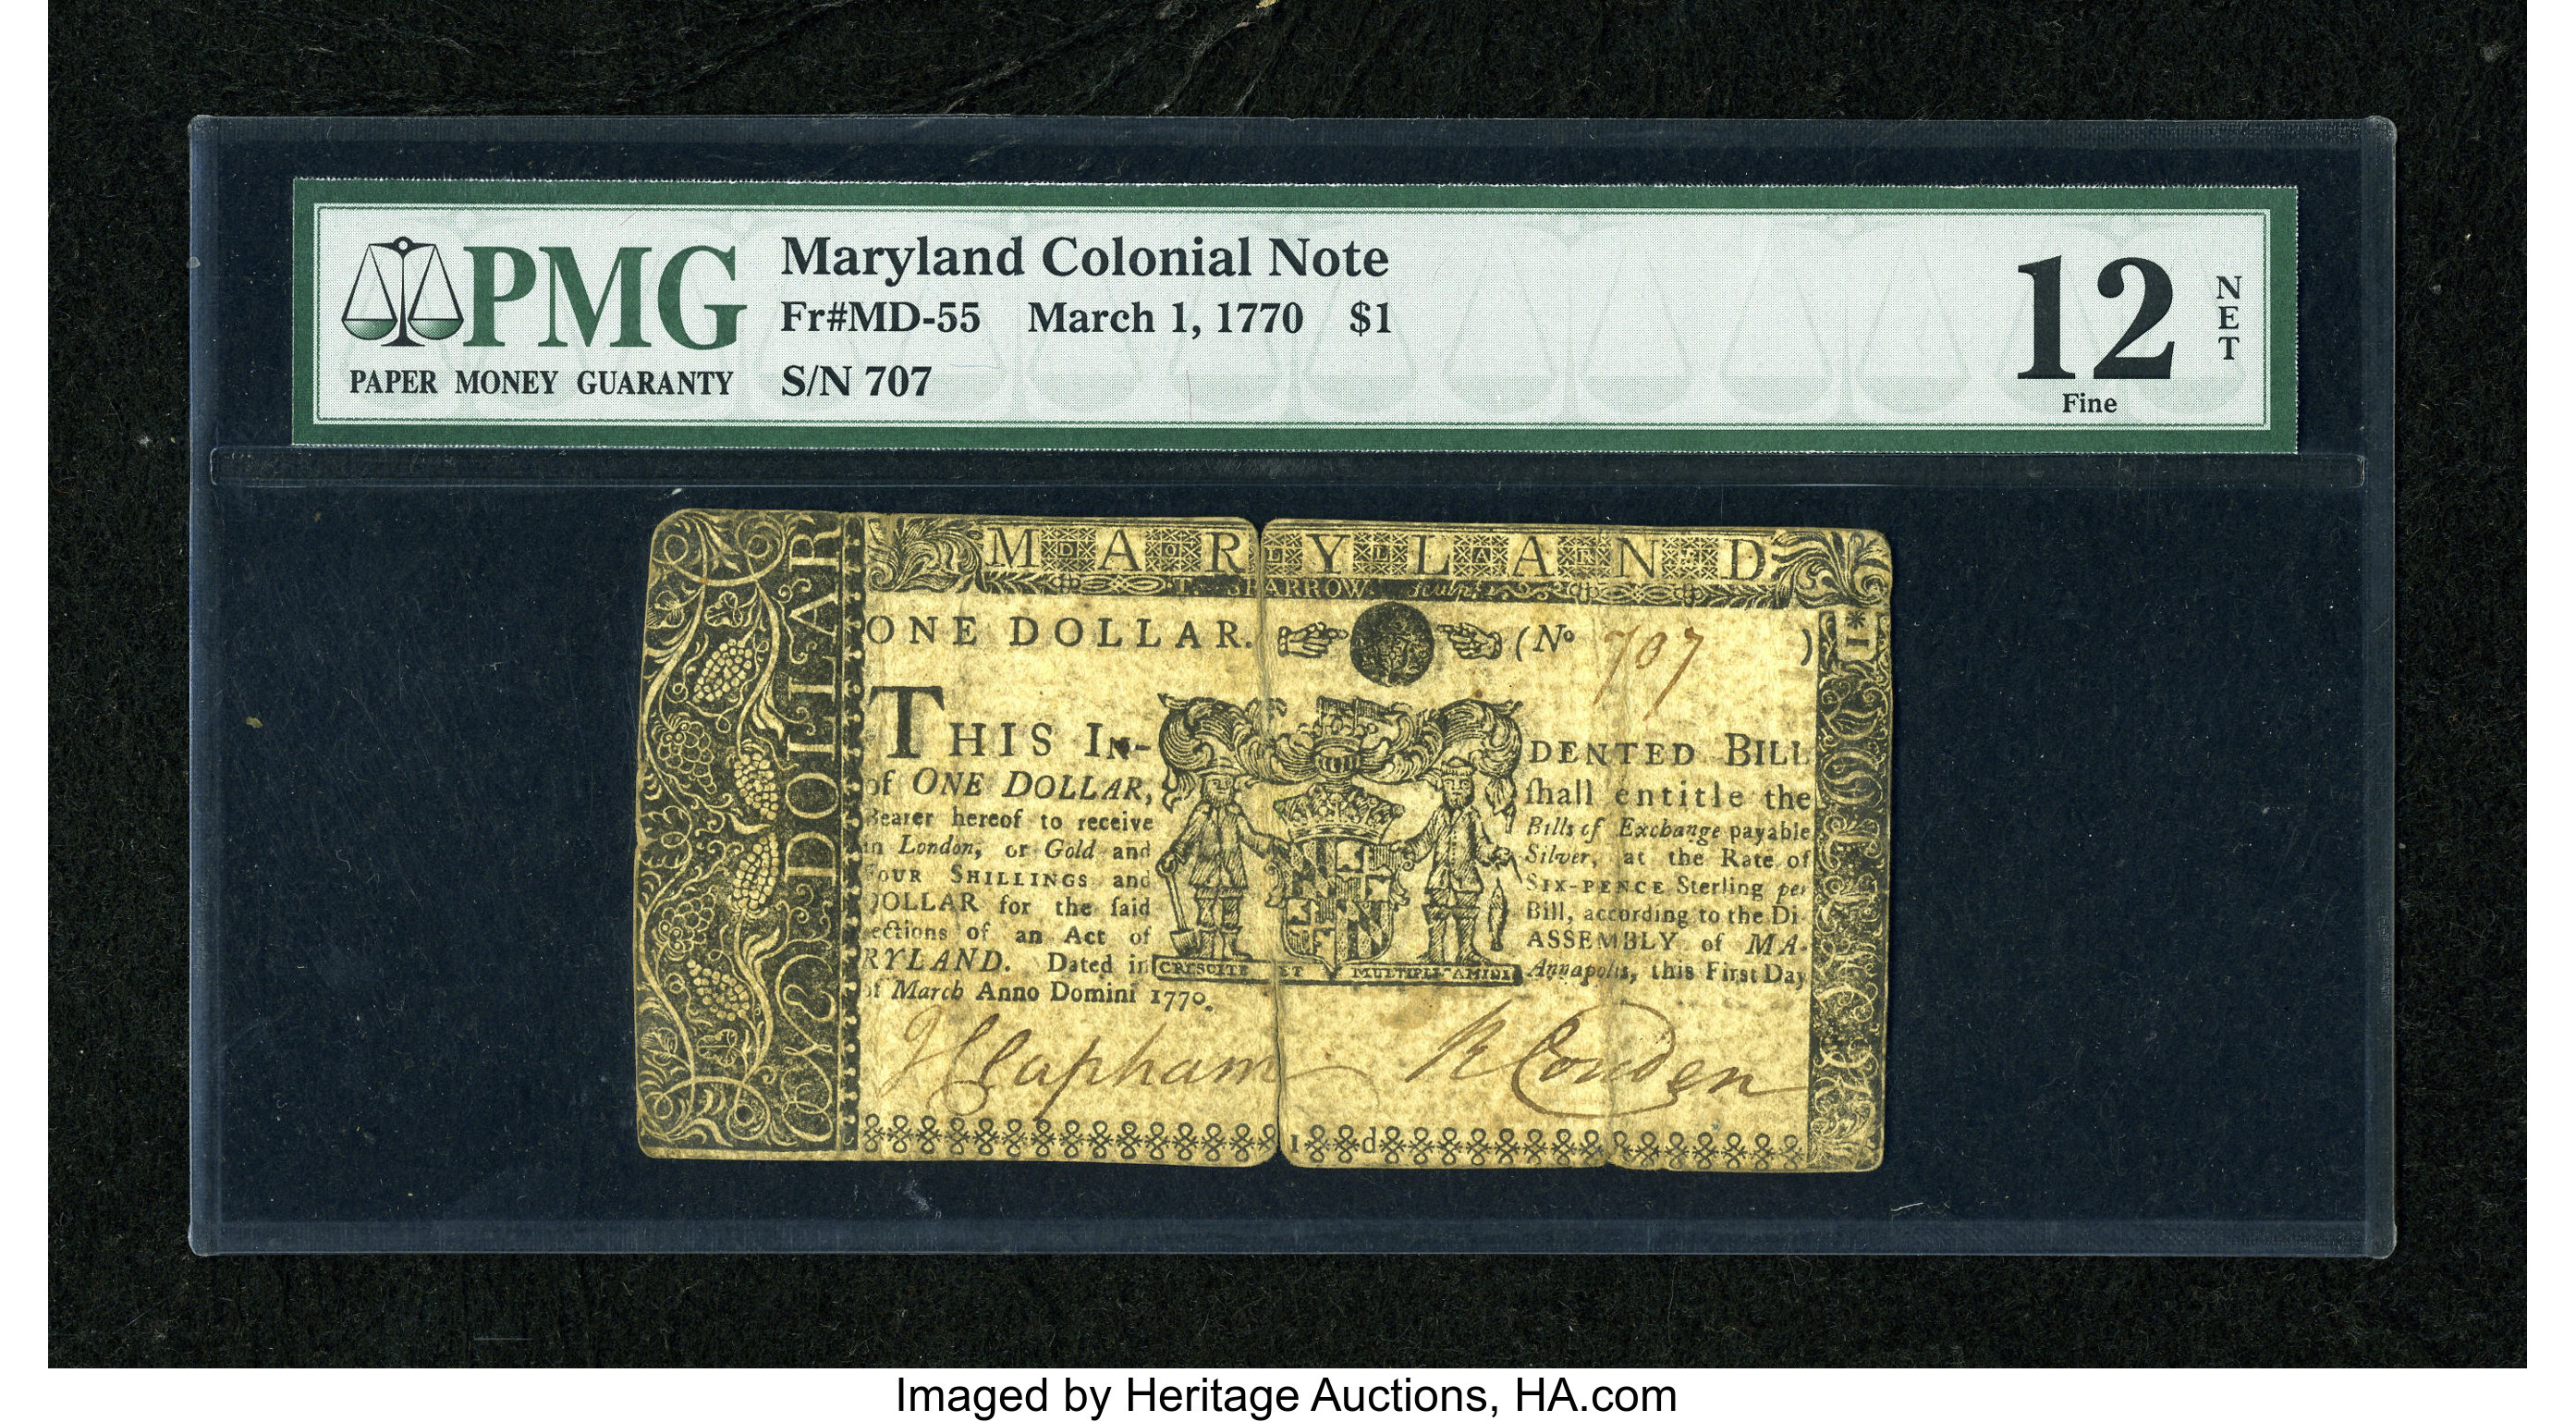 PMG
PAPER MONEY GUARANTY
Maryland Colonial Note
Fr#MD-55 March 1, 1770 $1
S/N 707
12
NET
Fine
MARYLAND
T. SPARROW. Sculpt.
DOLLAR
ONE DOLLAR. (No 707 )
THIS IN- DENTED BILL
of ONE DOLLAR, ſhall entitle the
Bearer hereof to receive Bills of Exchange payable
in London, or Gold and Silver, at the Rate of
FOUR SHILLINGS and SIX-PENCE Sterling per
DOLLAR for the ſaid Bill, according to the Di-
rections of an Act of ASSEMBLY of MA-
RYLAND. Dated in Annapolis, this First Day
of March Anno Domini 1770.
CRESCITE ET MULTIPLICAMINI
J Clapham R Couden
1 d
Imaged by Heritage Auctions, HA.com